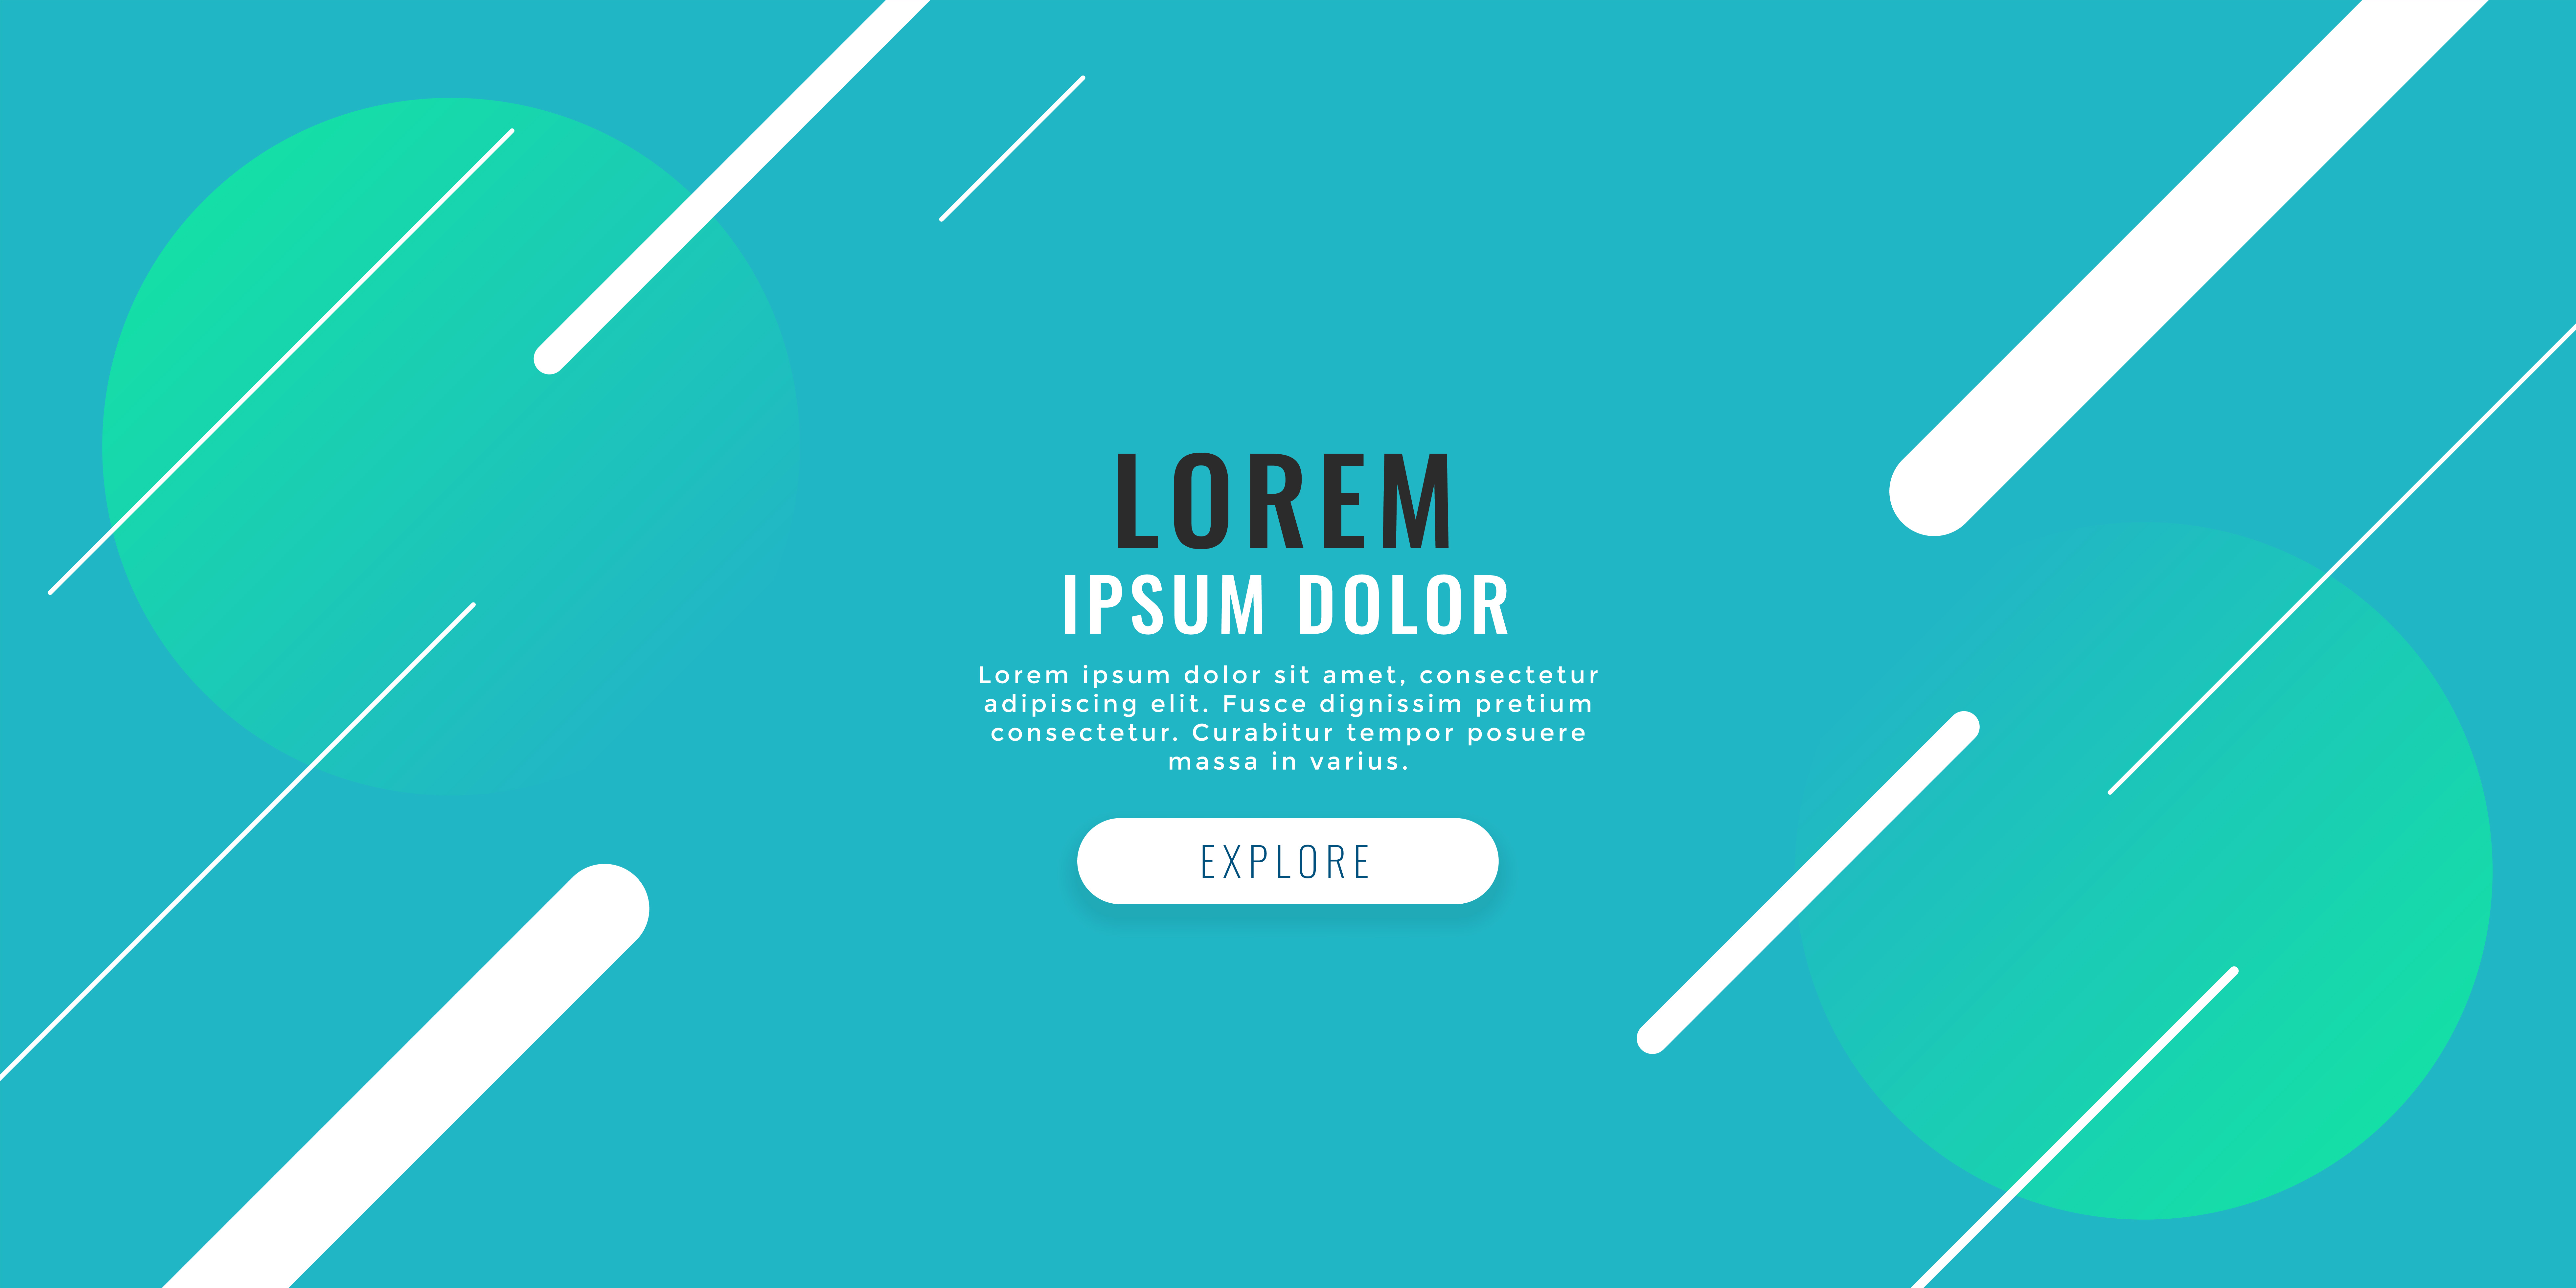 LOREM
IPSUM DOLOR
Lorem ipsum dolor sit amet, consectetur
adipiscing elit. Fusce dignissim pretium
consectetur. Curabitur tempor posuere
massa in varius.
EXPLORE